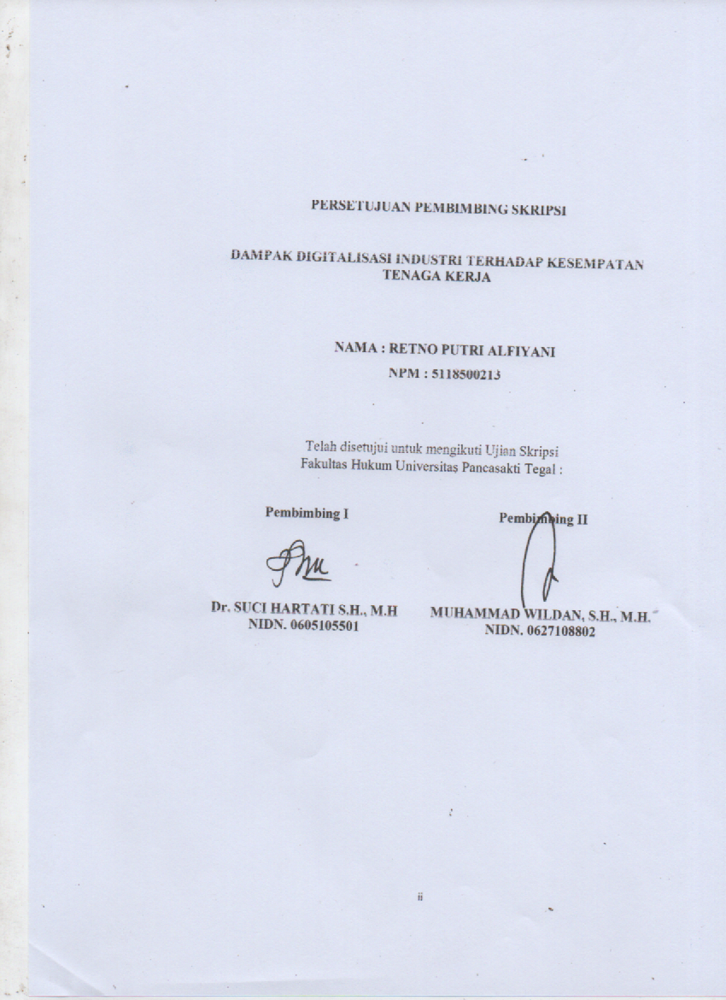 PERSETUJUAN PEMBIMBING SKRIPSI
DAMPAK DIGITALISASI INDUSTRI TERHADAP KESEMPATAN
TENAGA KERJA
NAMA : RETNO PUTRI ALFIYANI
NPM : 5118500213
Telah disetujui untuk mengikuti Ujian Skripsi
Fakultas Hukum Universitas Pancasakti Tegal :
Pembimbing I
Pembimbing II
Dr. SUCI HARTATI S.H., M.H
MUHAMMAD WILDAN, S.H., M.H.
NIDN. 0605105501
NIDN. 0627108802
ii